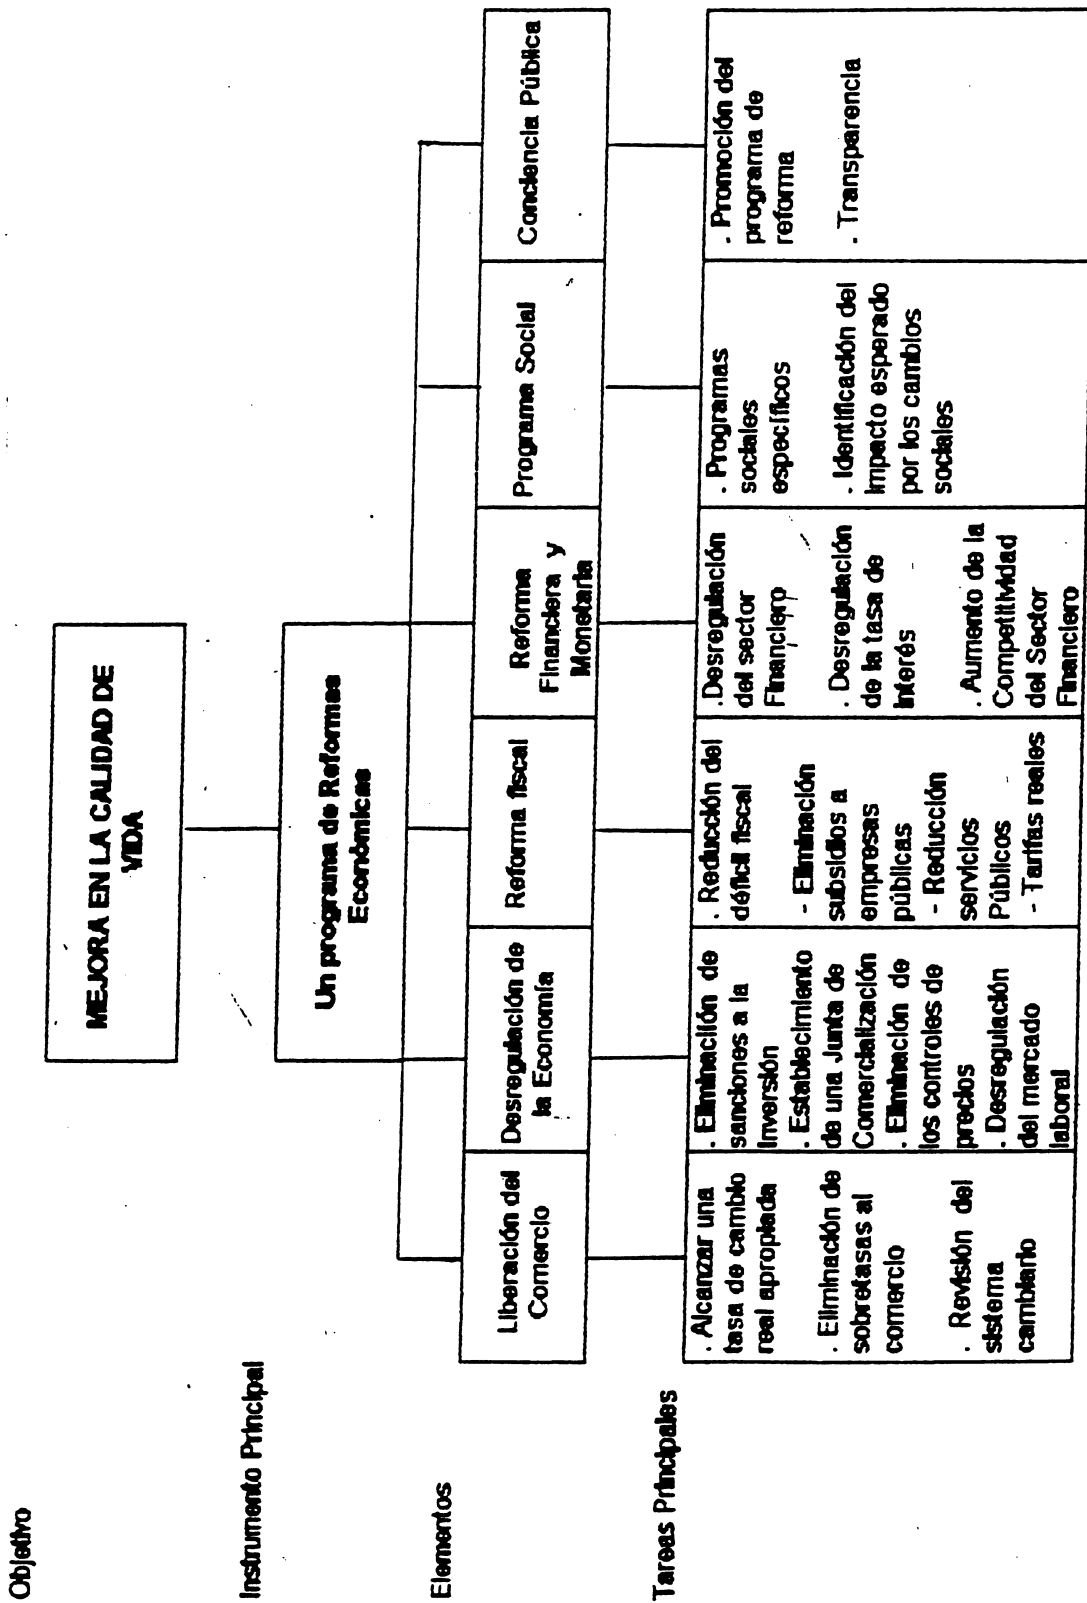 Objetivo
MEJORA EN LA CALIDAD DE
VIDA
Instrumento Principal
Un programa de Reformas
Económicas
Elementos
Liberación del
Comercio
Desregulación de
la Economía
Reforma fiscal
Reforma
Financiera y
Monetaria
Programa Social
Conciencia Pública
Tareas Principales
. Alcanzar una
tasa de cambio
real apropiada
. Eliminación de
sobretasas al
comercio
. Revisión del
sistema
cambiario
. Eliminación de
sanciones a la
Inversión
. Establecimiento
de una Junta de
Comercialización
. Eliminación de
los controles de
precios
. Desregulación
del mercado
laboral
. Reducción del
déficit fiscal
- Eliminación
subsidios a
empresas
públicas
- Reducción
servicios
Públicos
- Tarifas reales
.Desregulación
del sector
Financiero
. Desregulación
de la tasa de
Interés
. Aumento de la
Competitividad
del Sector
Financiero
. Programas
sociales
específicos
. Identificación del
Impacto esperado
por los cambios
sociales
. Promoción del
programa de
reforma
. Transparencia